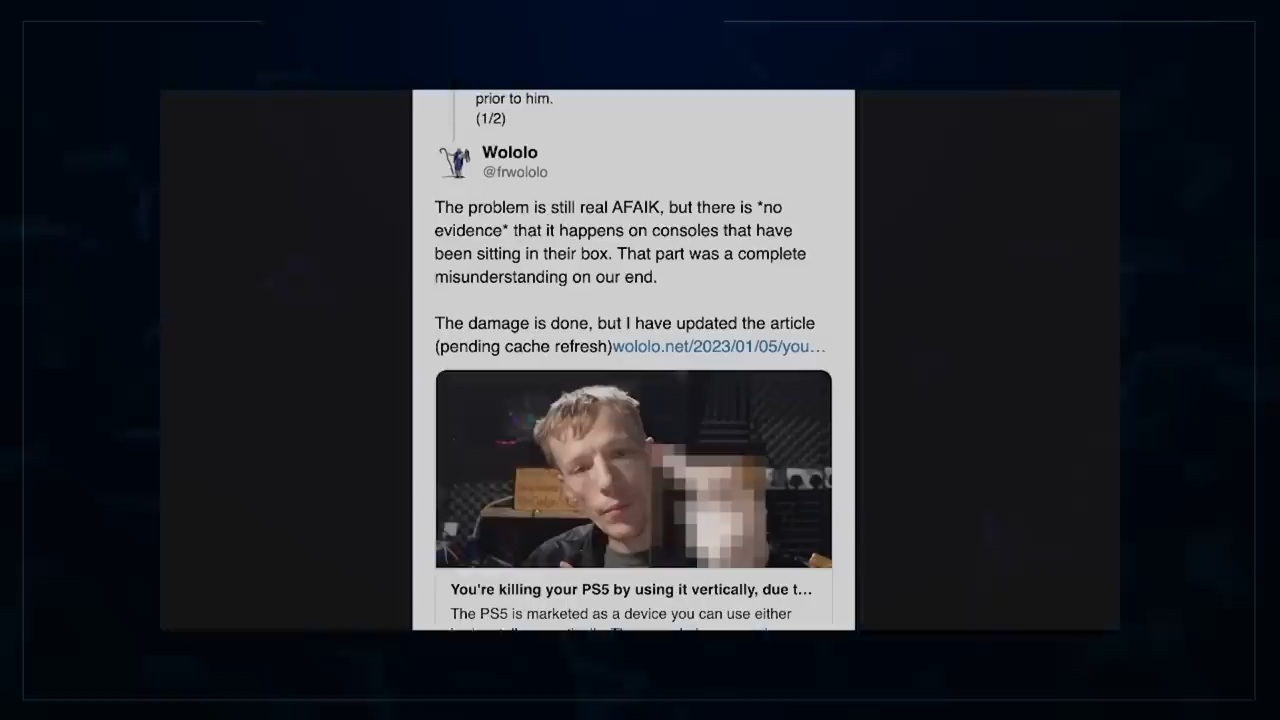 prior to him.
(1/2)
Wololo
@frwololo
The problem is still real AFAIK, but there is *no
evidence* that it happens on consoles that have
been sitting in their box. That part was a complete
misunderstanding on our end.
The damage is done, but I have updated the article
(pending cache refresh)wololo.net/2023/01/05/you…
You're killing your PS5 by using it vertically, due t…
The PS5 is marketed as a device you can use either